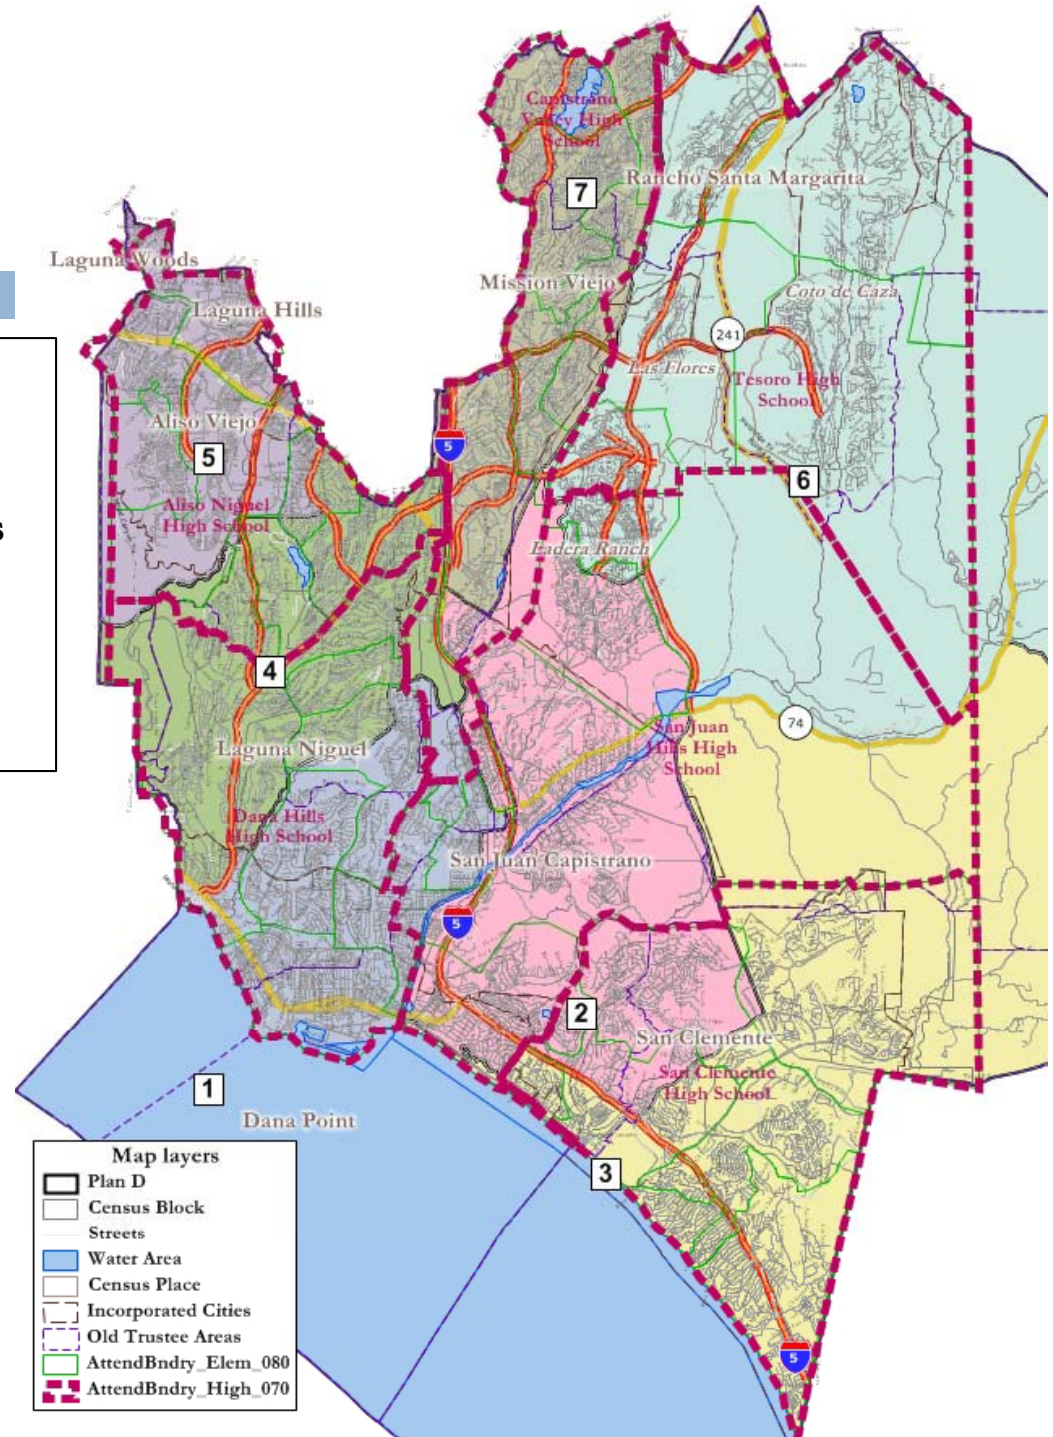 Capistrano
Valley High
School
7
Rancho Santa Margarita
Laguna Woods
Mission Viejo
Coto de Caza
Laguna Hills
241
Las Flores
Tesoro High
School
Aliso Viejo
5
5
6
s
Aliso Niguel
High School
Ladera Ranch
4
74
San Juan
Hills High
School
Laguna Niguel
Dana Hills
High School
San Juan Capistrano
5
2
San Clemente
San Clemente
High School
1
Dana Point
3
Map layers
Plan D
Census Block
Streets
Water Area
Census Place
Incorporated Cities
Old Trustee Areas
AttendBndry_Elem_080
AttendBndry_High_070
5